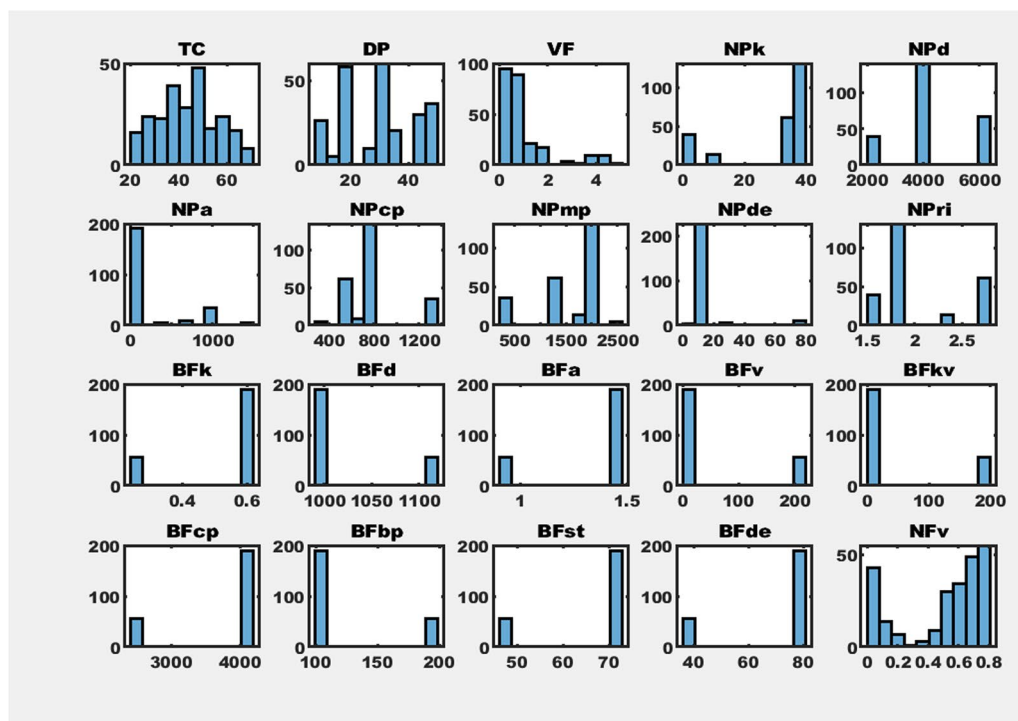 TC DP VF NPk NPd
50 50 100 100 100
50 50 50
0 0 0 0 0
20 40 60 20 40 0 2 4 0 20 40 2000 4000 6000
NPa NPcp NPmp NPde NPri
200 100 100 200 100
100 50 50 100 50
0 0 0 0 0
0 1000 400 800 1200 500 1500 2500 0 20 40 60 80 1.5 2 2.5
BFk BFd BFa BFv BFkv
200 200 200 200 200
100 100 100 100 100
0 0 0 0 0
0.4 0.6 1000 1050 1100 1 1.5 0 100 200 0 100 200
BFcp BFbp BFst BFde NFv
200 200 200 200 50
100 100 100 100
0 0 0 0 0
3000 4000 100 150 200 50 60 70 40 60 80 0 0.2 0.4 0.6 0.8